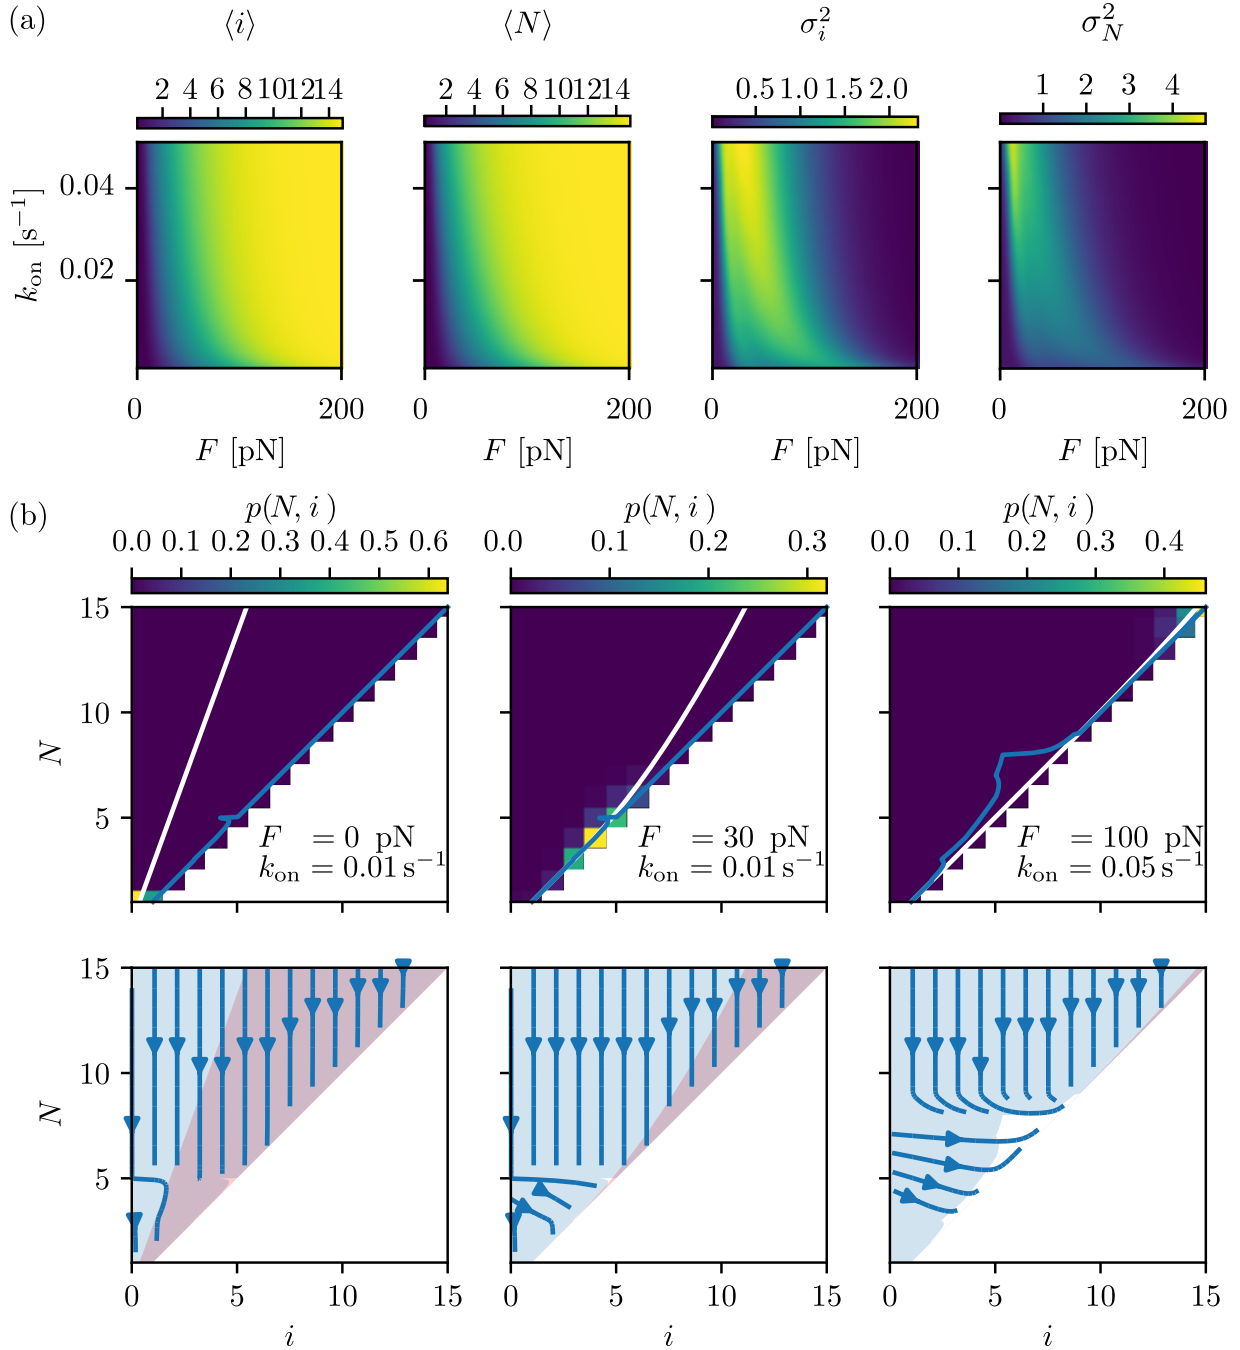 (a)
⟨i⟩ ⟨N⟩ σ_i^2 σ_N^2
2 4 6 8 10 12 14 2 4 6 8 10 12 14 0.5 1.0 1.5 2.0 1 2 3 4
0.04
0.02
k_on [s^−1]
0 200 0 200 0 200 0 200
F [pN] F [pN] F [pN] F [pN]
(b)
p(N, i) p(N, i) p(N, i)
0.0 0.1 0.2 0.3 0.4 0.5 0.6 0.0 0.1 0.2 0.3 0.0 0.1 0.2 0.3 0.4
15
10
N
5
F = 0 pN F = 30 pN F = 100 pN
k_on = 0.01 s^−1 k_on = 0.01 s^−1 k_on = 0.05 s^−1
15
10
N
5
0 5 10 15 0 5 10 15 0 5 10 15
i i i